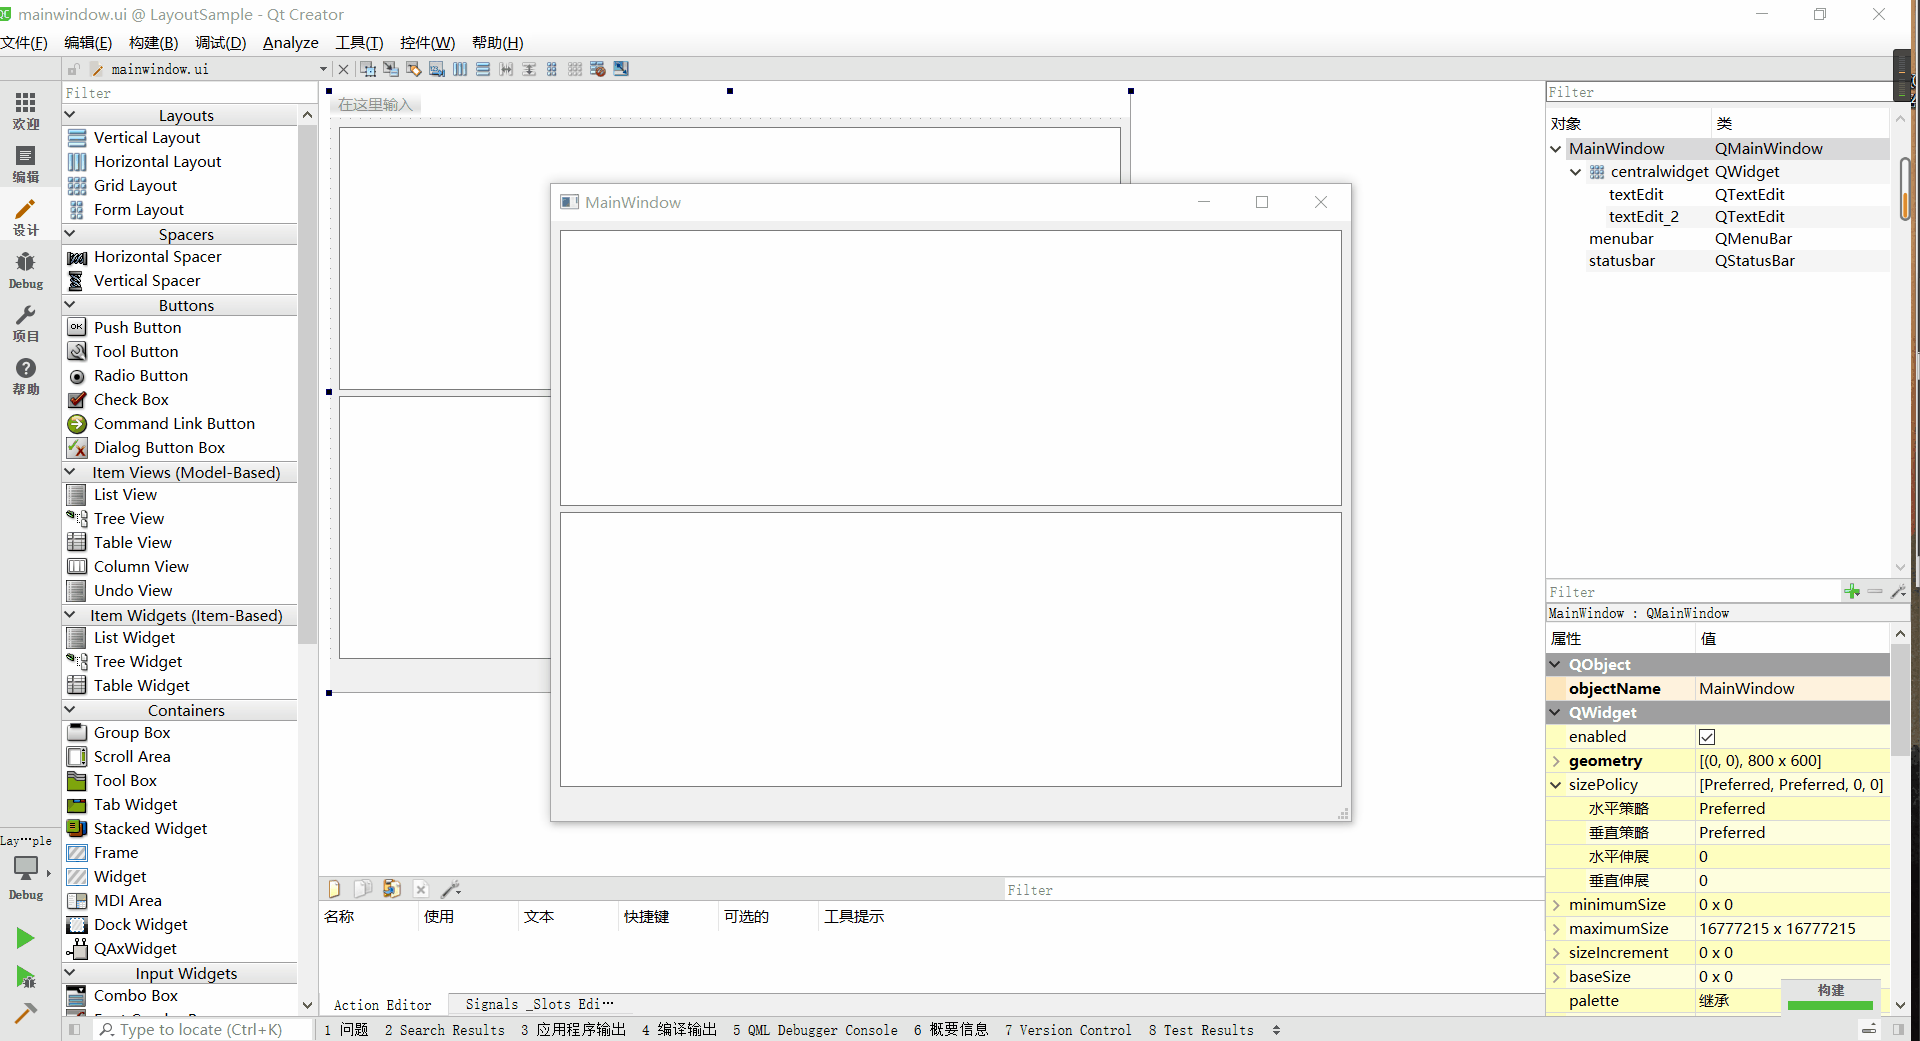 mainwindow.ui @ LayoutSample - Qt Creator
文件(F) 编辑(E) 构建(B) 调试(D) Analyze 工具(T) 控件(W) 帮助(H)
mainwindow.ui
欢迎
编辑
设计
Debug
项目
帮助
Lay···ple
Debug
Filter
Layouts
Vertical Layout
Horizontal Layout
Grid Layout
Form Layout
Spacers
Horizontal Spacer
Vertical Spacer
Buttons
Push Button
Tool Button
Radio Button
Check Box
Command Link Button
Dialog Button Box
Item Views (Model-Based)
List View
Tree View
Table View
Column View
Undo View
Item Widgets (Item-Based)
List Widget
Tree Widget
Table Widget
Containers
Group Box
Scroll Area
Tool Box
Tab Widget
Stacked Widget
Frame
Widget
MDI Area
Dock Widget
QAxWidget
Input Widgets
Combo Box
在这里输入
MainWindow
Filter
名称 使用 文本 快捷键 可选的 工具提示
Action Editor Signals _Slots Edi···
Filter
对象 类
MainWindow QMainWindow
centralwidget QWidget
textEdit QTextEdit
textEdit_2 QTextEdit
menubar QMenuBar
statusbar QStatusBar
Filter
MainWindow : QMainWindow
属性 值
QObject
objectName MainWindow
QWidget
enabled
geometry [(0, 0), 800 x 600]
sizePolicy [Preferred, Preferred, 0, 0]
水平策略 Preferred
垂直策略 Preferred
水平伸展 0
垂直伸展 0
minimumSize 0 x 0
maximumSize 16777215 x 16777215
sizeIncrement 0 x 0
baseSize 0 x 0
palette 继承
构建
Type to locate (Ctrl+K) 1 问题 2 Search Results 3 应用程序输出 4 编译输出 5 QML Debugger Console 6 概要信息 7 Version Control 8 Test Results